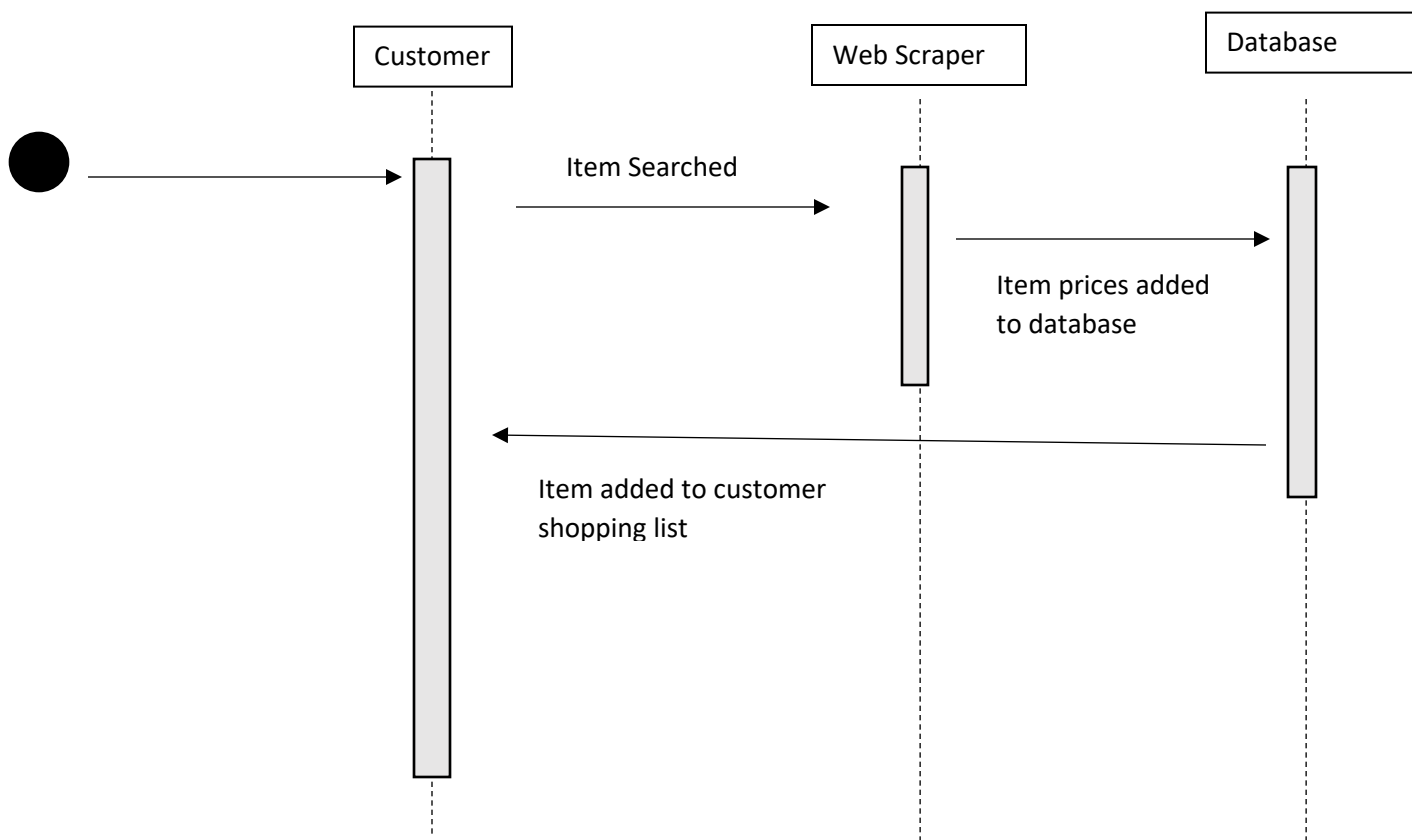 Customer
Web Scraper
Database
Item Searched
Item prices added
to database
Item added to customer
shopping list